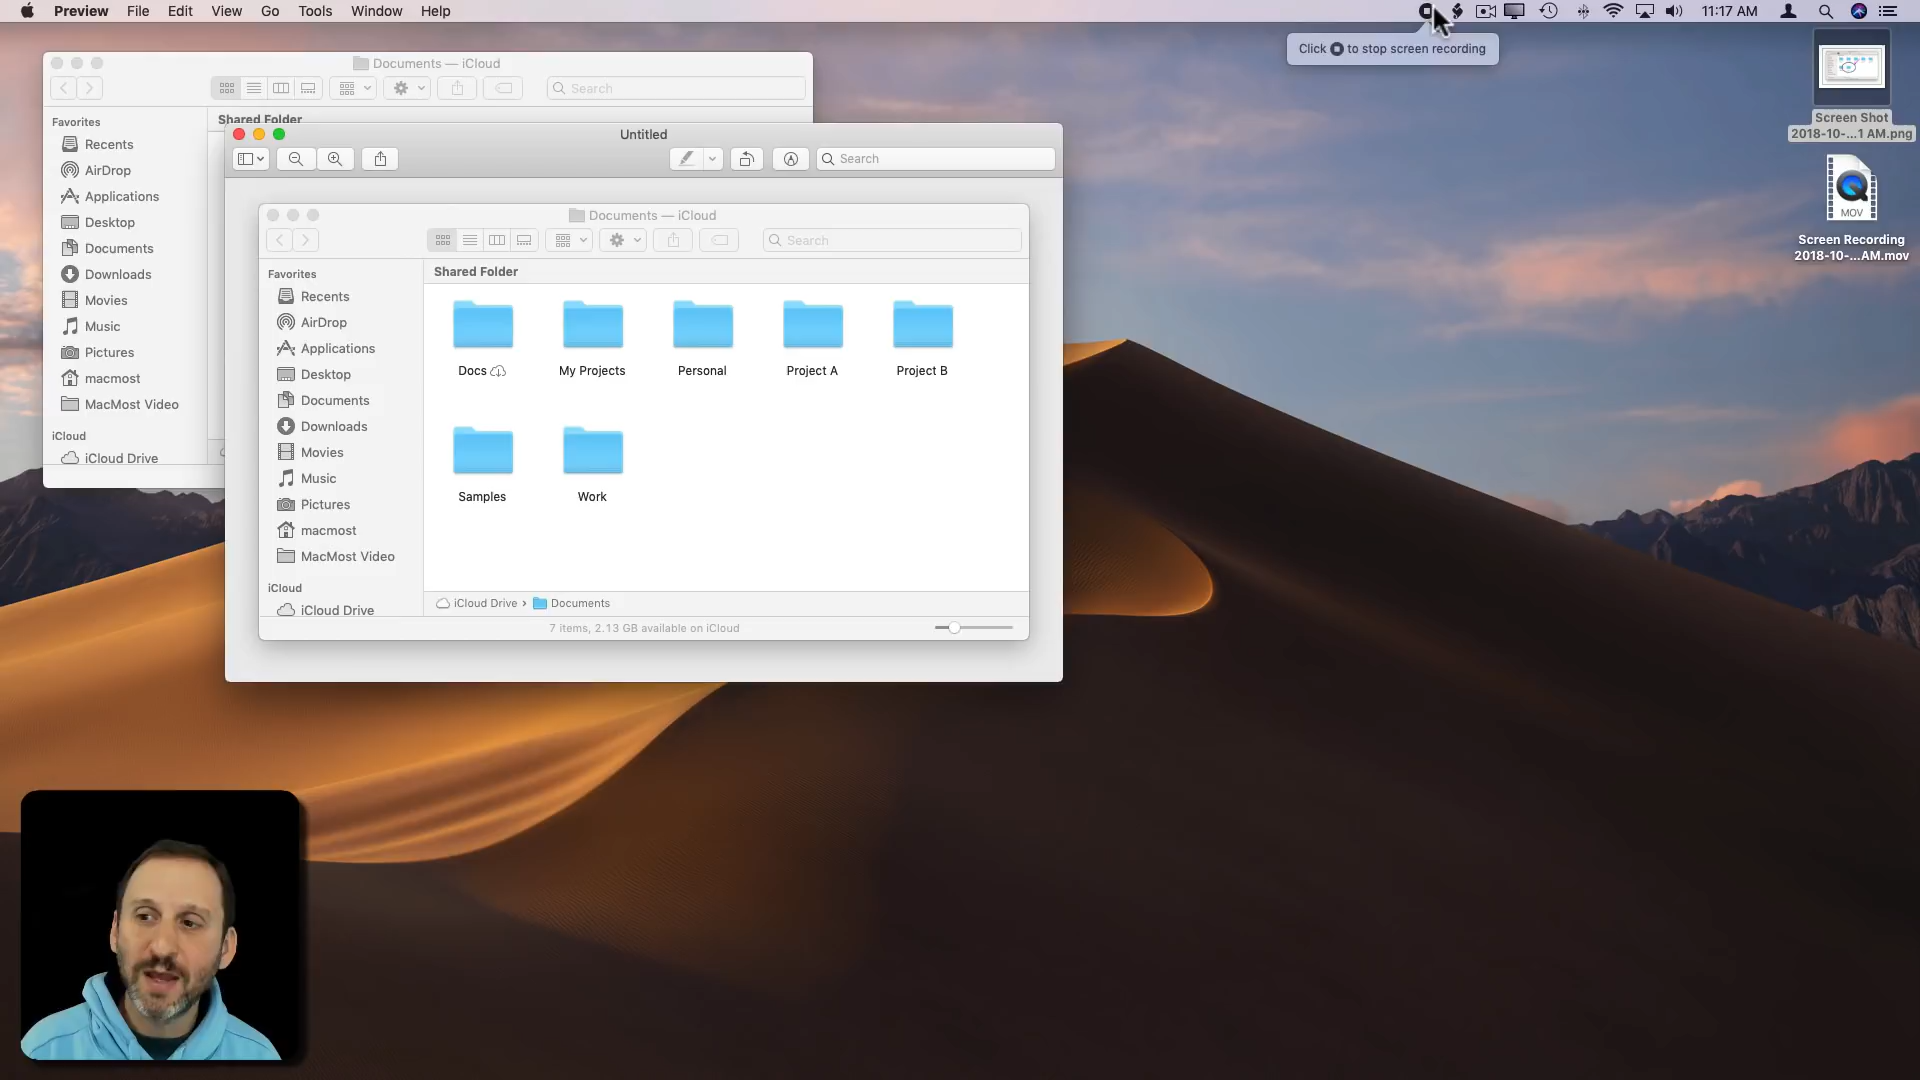 Preview File Edit View Go Tools Window Help 11:17 AM
Click to stop screen recording
Screen Shot
2018-10-...1 AM.png
MOV
Screen Recording
2018-10-...AM.mov
Documents — iCloud
Search
Favorites
Shared Folder
Recents
AirDrop
Applications
Desktop
Documents
Downloads
Movies
Music
Pictures
macmost
MacMost Video
iCloud
iCloud Drive
Untitled
Search
Documents — iCloud
Search
Favorites
Shared Folder
Recents
AirDrop
Applications
Desktop
Documents
Downloads
Movies
Music
Pictures
macmost
MacMost Video
iCloud
iCloud Drive
Docs My Projects Personal Project A Project B
Samples Work
iCloud Drive › Documents
7 items, 2.13 GB available on iCloud